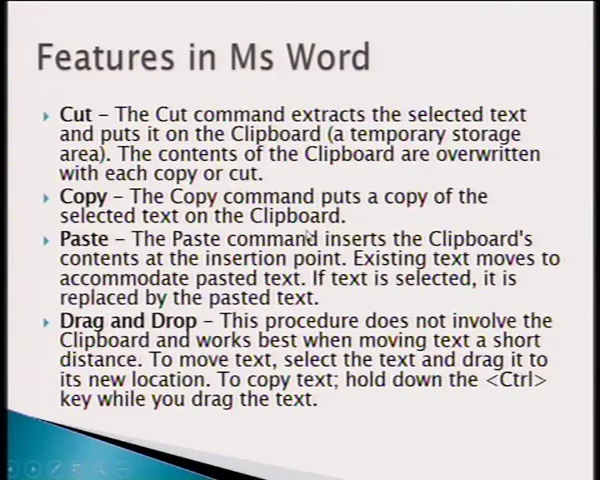 Features in Ms Word
Cut – The Cut command extracts the selected text
and puts it on the Clipboard (a temporary storage
area). The contents of the Clipboard are overwritten
with each copy or cut.
Copy – The Copy command puts a copy of the
selected text on the Clipboard.
Paste – The Paste command inserts the Clipboard's
contents at the insertion point. Existing text moves to
accommodate pasted text. If text is selected, it is
replaced by the pasted text.
Drag and Drop – This procedure does not involve the
Clipboard and works best when moving text a short
distance. To move text, select the text and drag it to
its new location. To copy text; hold down the <Ctrl>
key while you drag the text.